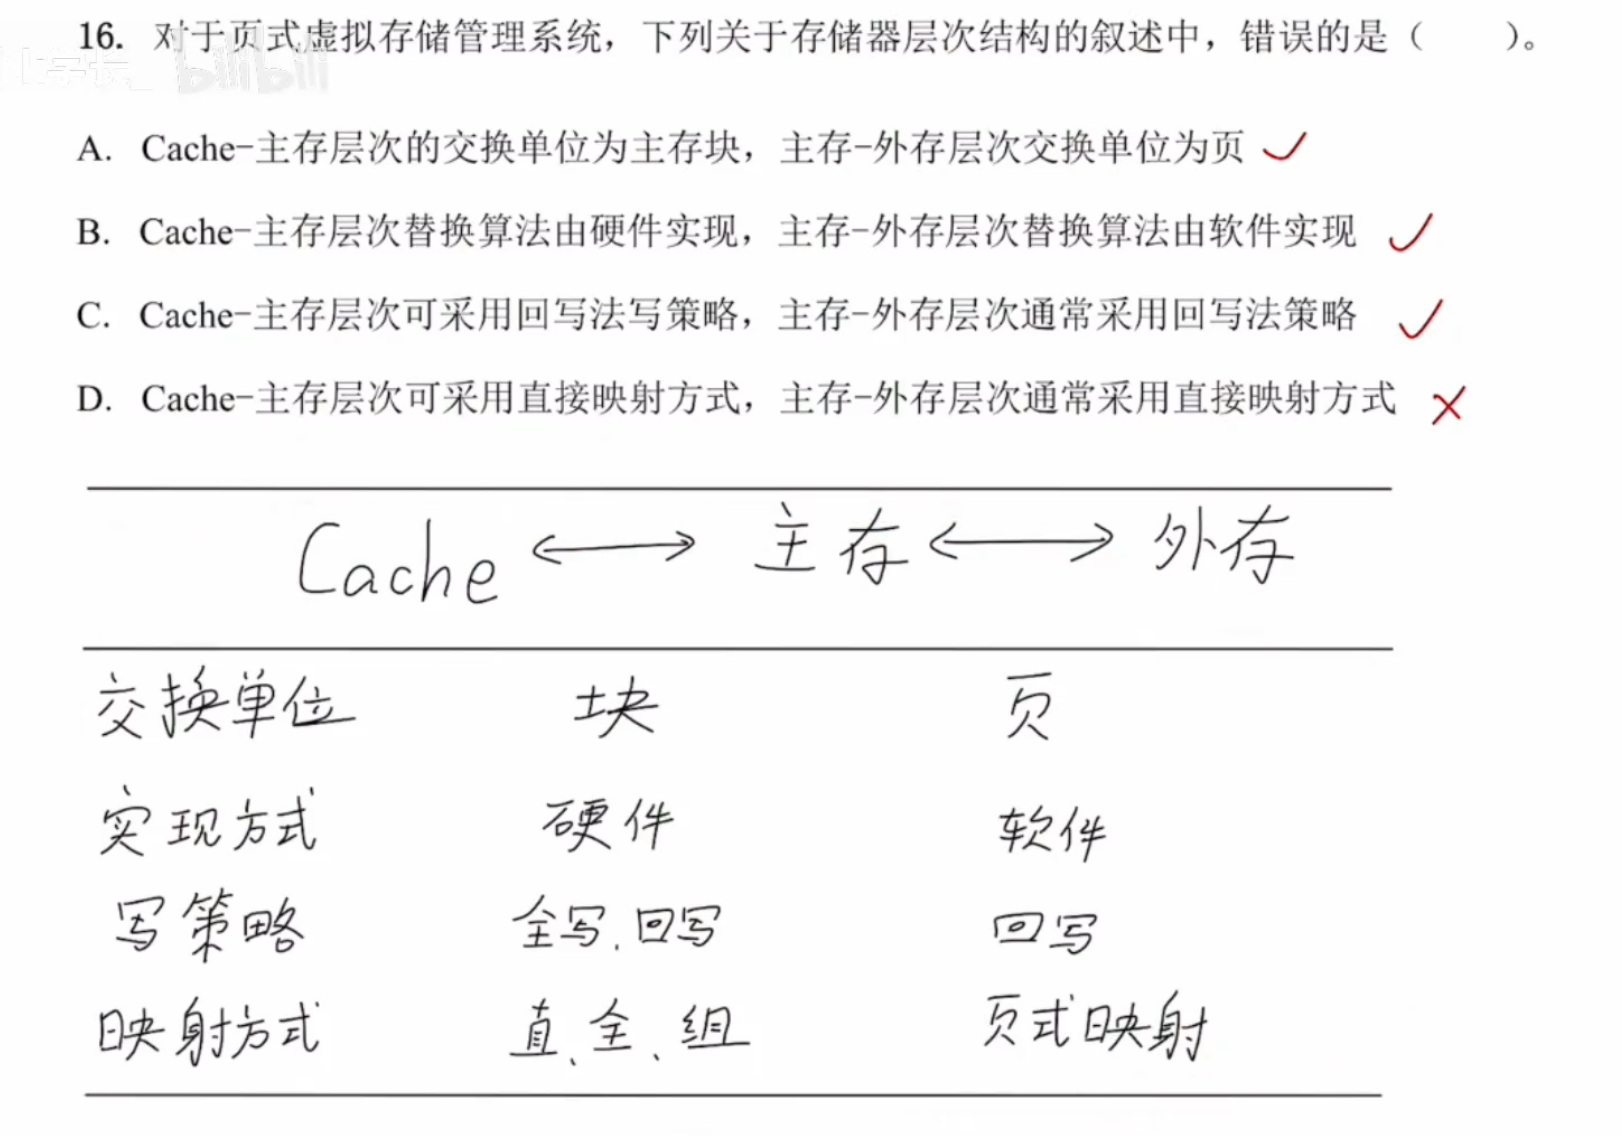 16. 对于页式虚拟存储管理系统，下列关于存储器层次结构的叙述中，错误的是（　　）。
bilibili
A. Cache-主存层次的交换单位为主存块，主存-外存层次交换单位为页 ✓
B. Cache-主存层次替换算法由硬件实现，主存-外存层次替换算法由软件实现 ✓
C. Cache-主存层次可采用回写法写策略，主存-外存层次通常采用回写法策略 ✓
D. Cache-主存层次可采用直接映射方式，主存-外存层次通常采用直接映射方式 ×
Cache ↔ 主存 ↔ 外存
交换单位 块 页
实现方式 硬件 软件
写策略 全写、回写 回写
映射方式 直、全、组 页式映射